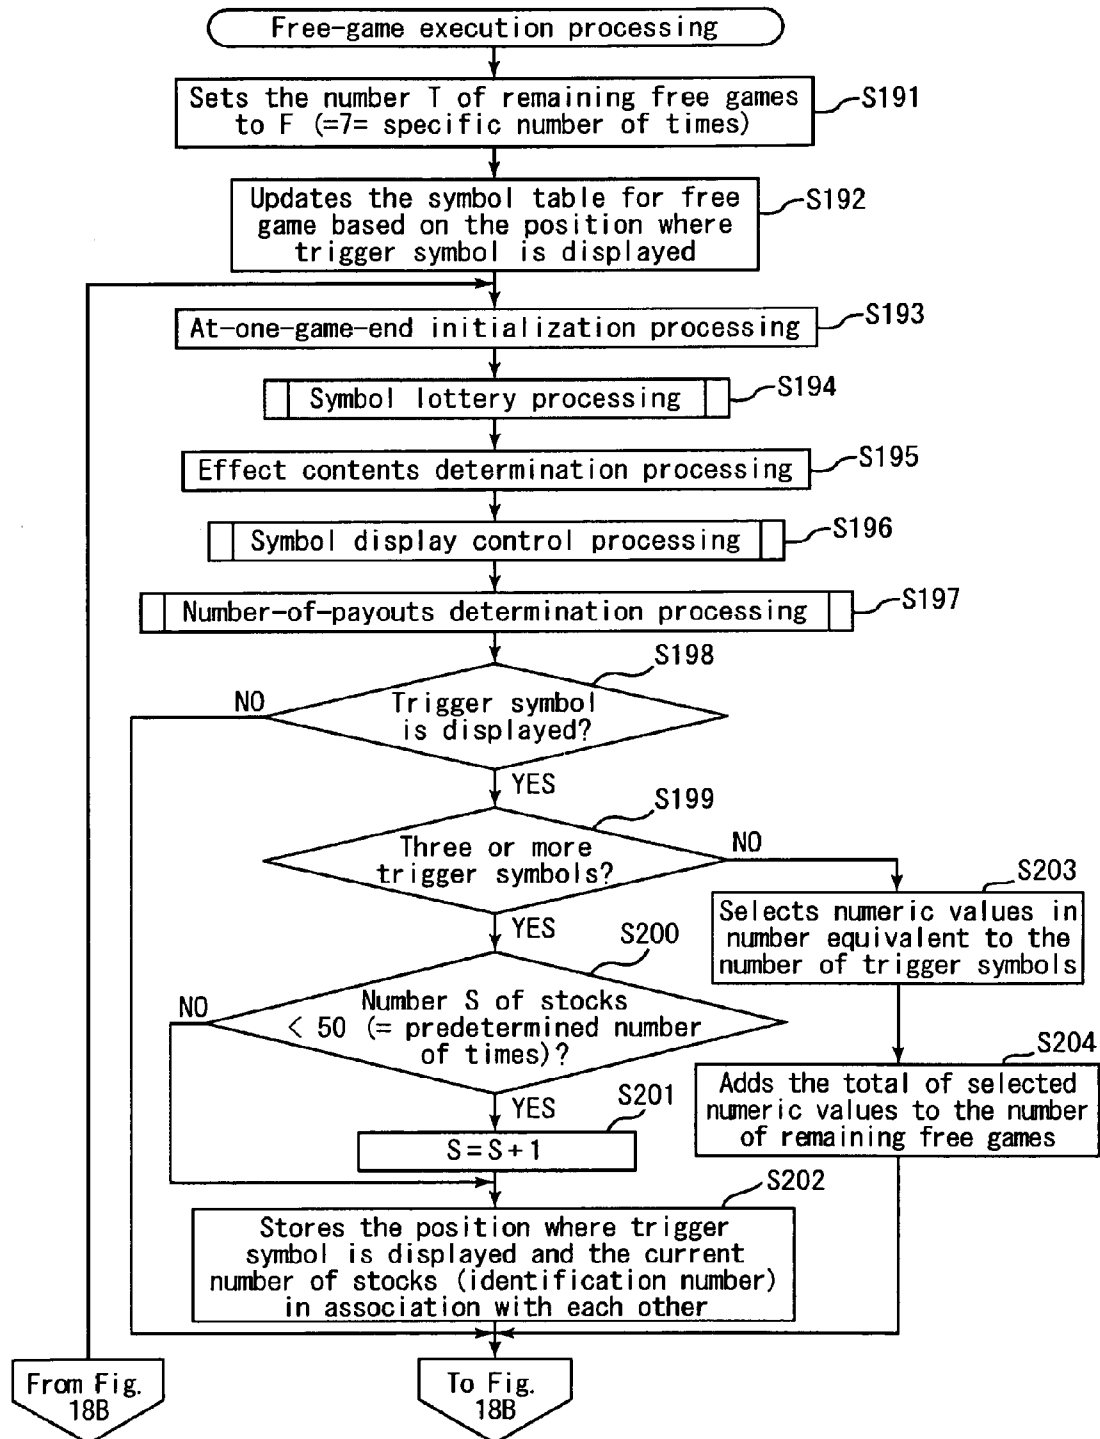 Free-game execution processing
Sets the number T of remaining free games
to F (=7= specific number of times)
S191
Updates the symbol table for free
game based on the position where
trigger symbol is displayed
S192
At-one-game-end initialization processing
S193
Symbol lottery processing
S194
Effect contents determination processing
S195
Symbol display control processing
S196
Number-of-payouts determination processing
S197
S198
Trigger symbol
is displayed?
NO
YES
S199
Three or more
trigger symbols?
NO
YES
S203
Selects numeric values in
number equivalent to the
number of trigger symbols
S200
Number S of stocks
< 50 (= predetermined number
of times)?
NO
YES
S204
Adds the total of selected
numeric values to the number
of remaining free games
S201
S=S+1
S202
Stores the position where trigger
symbol is displayed and the current
number of stocks (identification number)
in association with each other
From Fig.
18B
To Fig.
18B